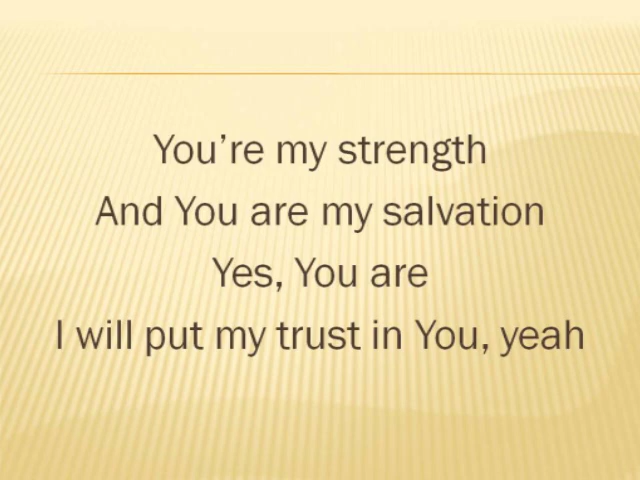 You’re my strength
And You are my salvation
Yes, You are
I will put my trust in You, yeah